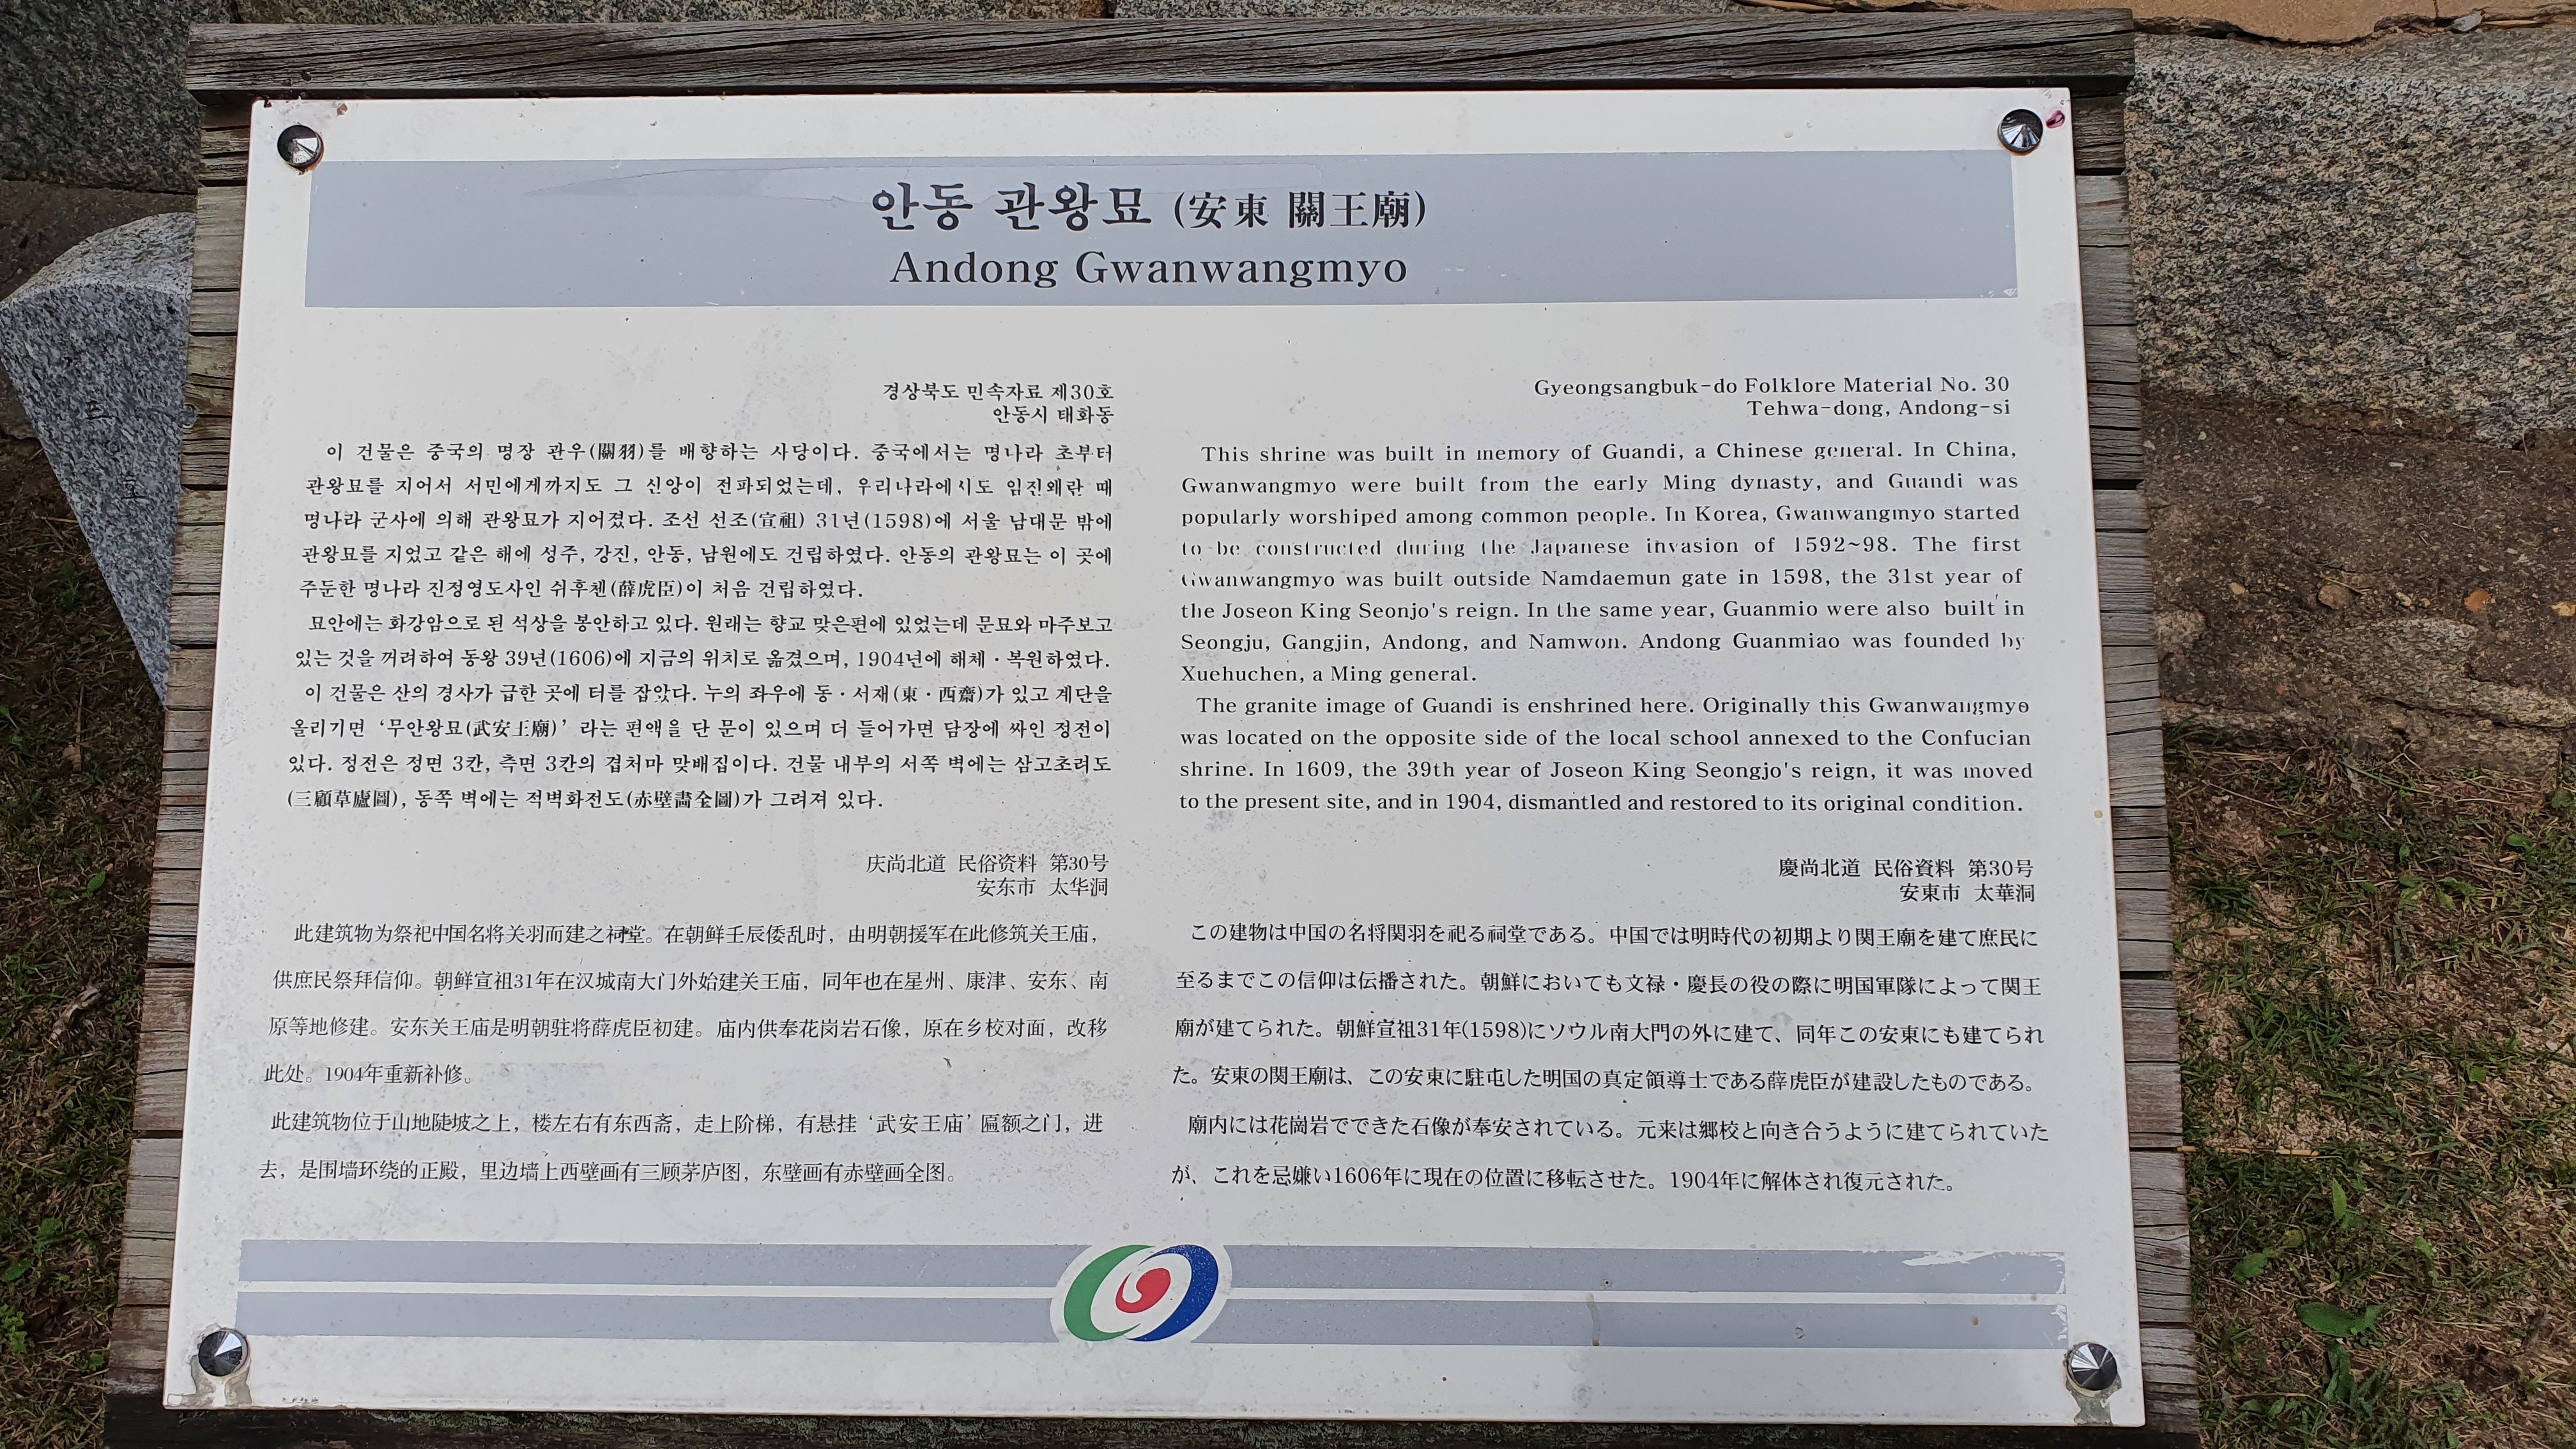 안동 관왕묘 (安東 關王廟)
Andong Gwanwangmyo
경상북도 민속자료 제30호
안동시 태화동
이 건물은 중국의 명장 관우(關羽)를 배향하는 사당이다. 중국에서는 명나라 초부터
관왕묘를 지어서 서민에게까지도 그 신앙이 전파되었는데, 우리나라에서도 임진왜란 때
명나라 군사에 의해 관왕묘가 지어졌다. 조선 선조(宣祖) 31년(1598)에 서울 남대문 밖에
관왕묘를 지었고 같은 해에 성주, 강진, 안동, 남원에도 건립하였다. 안동의 관왕묘는 이 곳에
주둔한 명나라 진정영도사인 쉬후첸(薛虎臣)이 처음 건립하였다.
묘안에는 화강암으로 된 석상을 봉안하고 있다. 원래는 향교 맞은편에 있었는데 문묘와 마주보고
있는 것을 꺼려하여 동왕 39년(1606)에 지금의 위치로 옮겼으며, 1904년에 해체·복원하였다.
이 건물은 산의 경사가 급한 곳에 터를 잡았다. 누의 좌우에 동·서재(東·西齋)가 있고 계단을
올리기면 ‘무안왕묘(武安王廟)’ 라는 편액을 단 문이 있으며 더 들어가면 담장에 싸인 정전이
있다. 정전은 정면 3칸, 측면 3칸의 겹처마 맞배집이다. 건물 내부의 서쪽 벽에는 삼고초려도
(三顧草廬圖), 동쪽 벽에는 적벽화전도(赤壁畵全圖)가 그려져 있다.
Gyeongsangbuk-do Folklore Material No. 30
Tehwa-dong, Andong-si
This shrine was built in memory of Guandi, a Chinese general. In China,
Gwanwangmyo were built from the early Ming dynasty, and Guandi was
popularly worshiped among common people. In Korea, Gwanwangmyo started
to be constructed during the Japanese invasion of 1592~98. The first
Gwanwangmyo was built outside Namdaemun gate in 1598, the 31st year of
the Joseon King Seonjo's reign. In the same year, Guanmio were also built in
Seongju, Gangjin, Andong, and Namwon. Andong Guanmiao was founded by
Xuehuchen, a Ming general.
The granite image of Guandi is enshrined here. Originally this Gwanwangmyo
was located on the opposite side of the local school annexed to the Confucian
shrine. In 1609, the 39th year of Joseon King Seongjo's reign, it was moved
to the present site, and in 1904, dismantled and restored to its original condition.
庆尚北道 民俗资料 第30号
安东市 太华洞
此建筑物为祭祀中国名将关羽而建之祠堂。在朝鲜壬辰倭乱时，由明朝援军在此修筑关王庙，
供庶民祭拜信仰。朝鲜宣祖31年在汉城南大门外始建关王庙，同年也在星州、康津、安东、南
原等地修建。安东关王庙是明朝驻将薛虎臣初建。庙内供奉花岗岩石像，原在乡校对面，改移
此处。1904年重新补修。
此建筑物位于山地陡坡之上，楼左右有东西斋，走上阶梯，有悬挂‘武安王庙’匾额之门，进
去，是围墙环绕的正殿，里边墙上西壁画有三顾茅庐图，东壁画有赤壁画全图。
慶尚北道 民俗資料 第30号
安東市 太華洞
この建物は中国の名将関羽を祀る祠堂である。中国では明時代の初期より関王廟を建て庶民に
至るまでこの信仰は伝播された。朝鮮においても文禄・慶長の役の際に明国軍隊によって関王
廟が建てられた。朝鮮宣祖31年(1598)にソウル南大門の外に建て、同年この安東にも建てられ
た。安東の関王廟は、この安東に駐屯した明国の真定領導士である薛虎臣が建設したものである。
廟内には花崗岩でできた石像が奉安されている。元来は郷校と向き合うように建てられていた
が、これを忌嫌い1606年に現在の位置に移転させた。1904年に解体され復元された。